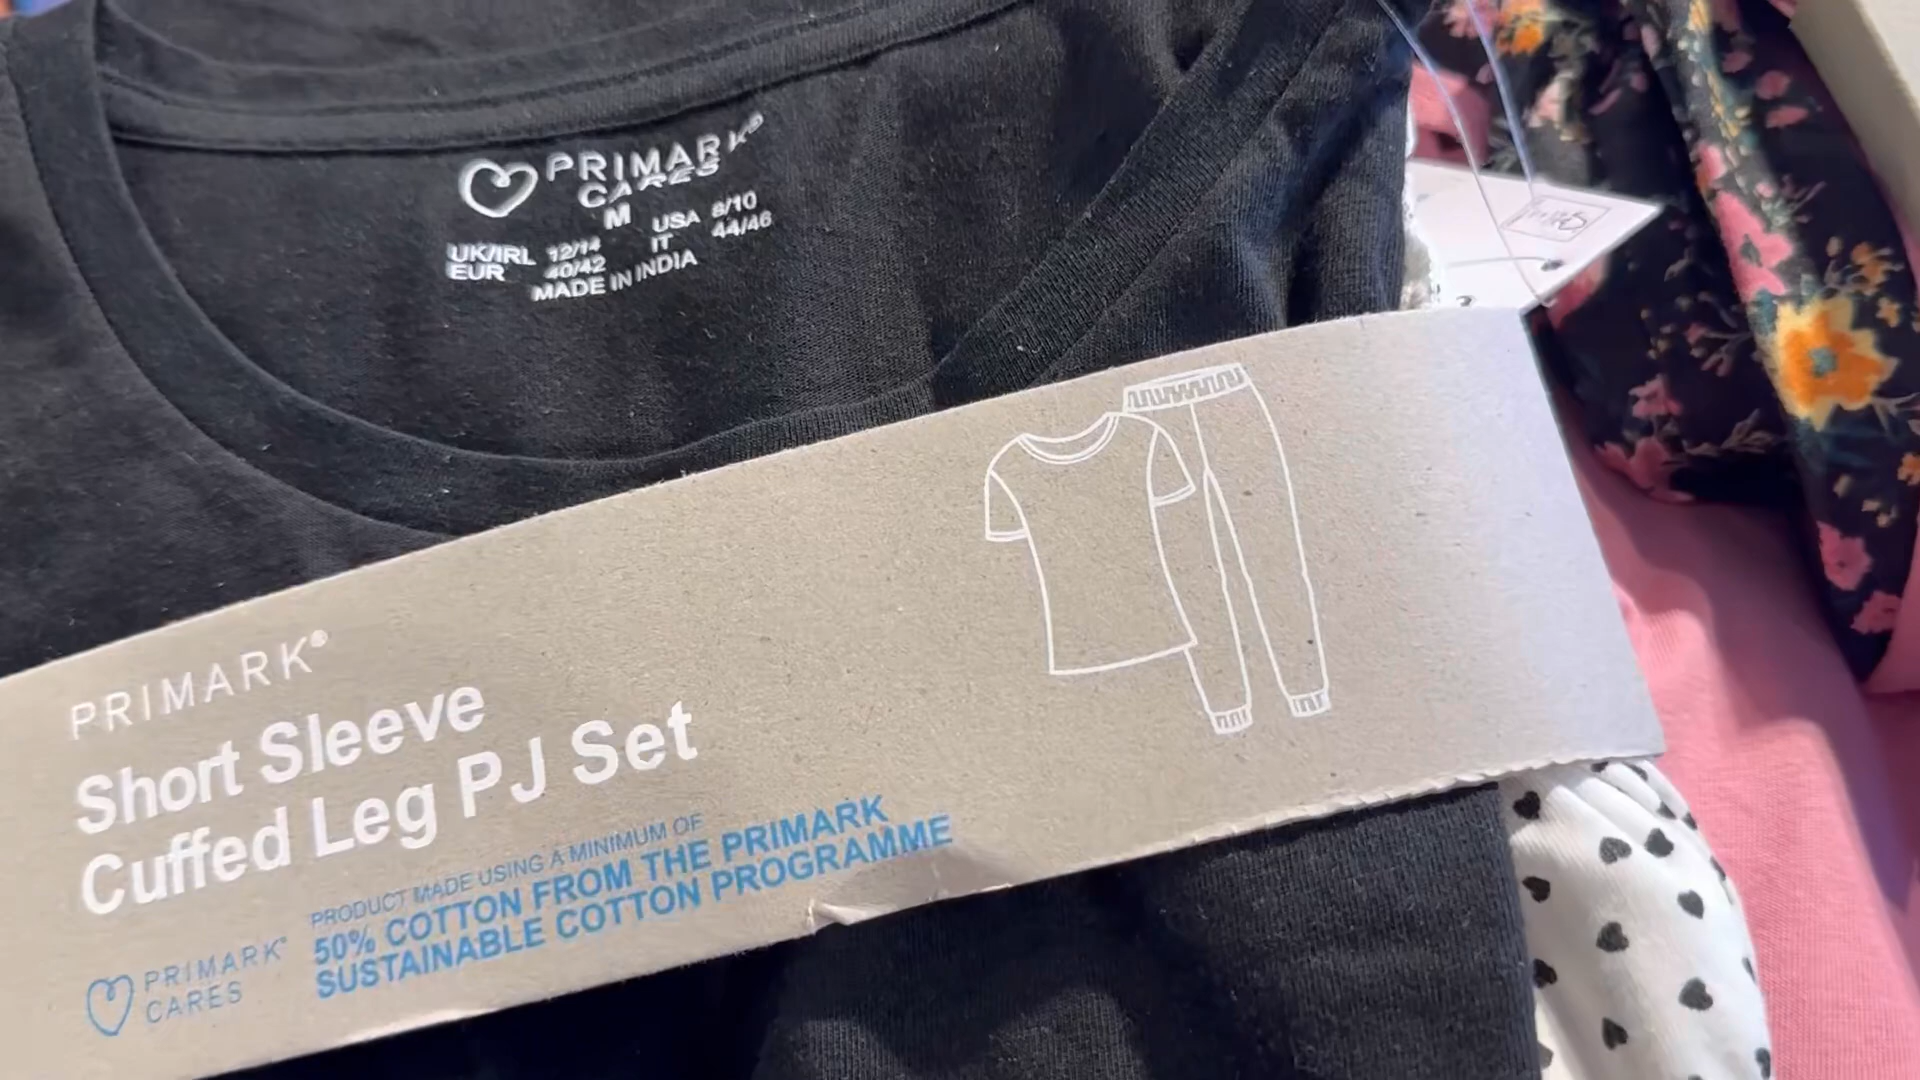 PRIMARK®
CARES
M
UK/IRL 12/14 USA 8/10
EUR 40/42 IT 44/46
MADE IN INDIA
PRIMARK®
Short Sleeve
Cuffed Leg PJ Set
PRODUCT MADE USING A MINIMUM OF
50% COTTON FROM THE PRIMARK
SUSTAINABLE COTTON PROGRAMME
PRIMARK®
CARES